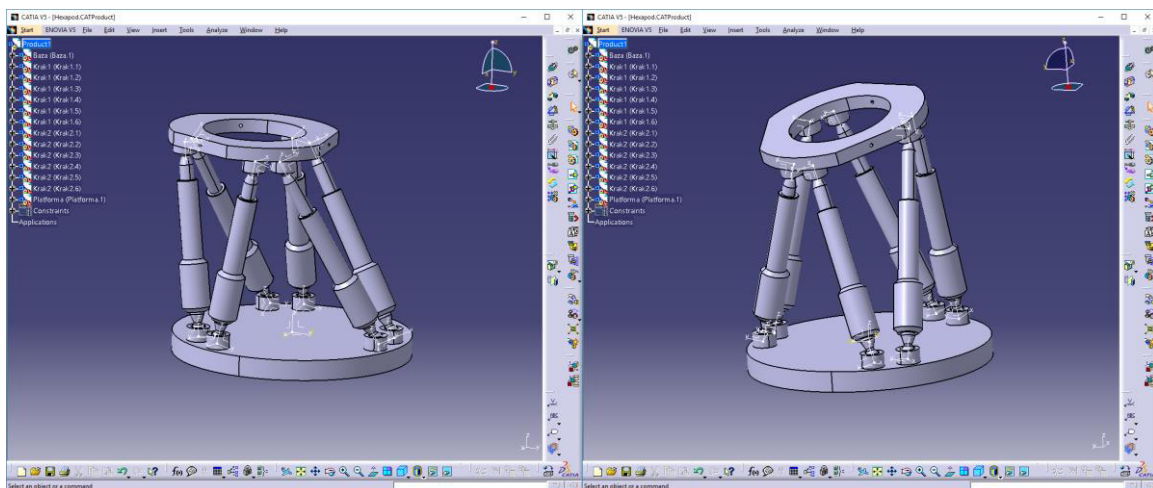 CATIA V5 - [Hexapod.CATProduct]
Start ENOVIA V5 File Edit View Insert Tools Analyze Window Help
Product1
Baza (Baza.1)
Krak1 (Krak1.1)
Krak1 (Krak1.2)
Krak1 (Krak1.3)
Krak1 (Krak1.4)
Krak1 (Krak1.5)
Krak1 (Krak1.6)
Krak2 (Krak2.1)
Krak2 (Krak2.2)
Krak2 (Krak2.3)
Krak2 (Krak2.4)
Krak2 (Krak2.5)
Krak2 (Krak2.6)
Platforma (Platforma.1)
Constraints
Applications
Select an object or a command
CATIA V5 - [Hexapod.CATProduct]
Start ENOVIA V5 File Edit View Insert Tools Analyze Window Help
Product1
Baza (Baza.1)
Krak1 (Krak1.1)
Krak1 (Krak1.2)
Krak1 (Krak1.3)
Krak1 (Krak1.4)
Krak1 (Krak1.5)
Krak1 (Krak1.6)
Krak2 (Krak2.1)
Krak2 (Krak2.2)
Krak2 (Krak2.3)
Krak2 (Krak2.4)
Krak2 (Krak2.5)
Krak2 (Krak2.6)
Platforma (Platforma.1)
Constraints
Applications
Select an object or a command